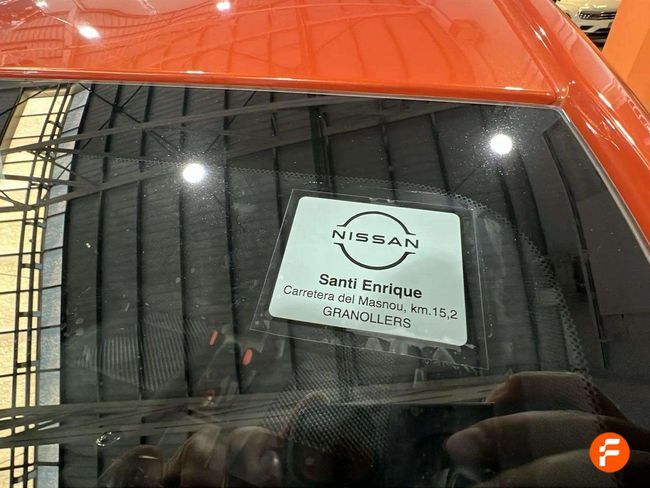 NISSAN
Santi Enrique
Carretera del Masnou, km.15,2
GRANOLLERS